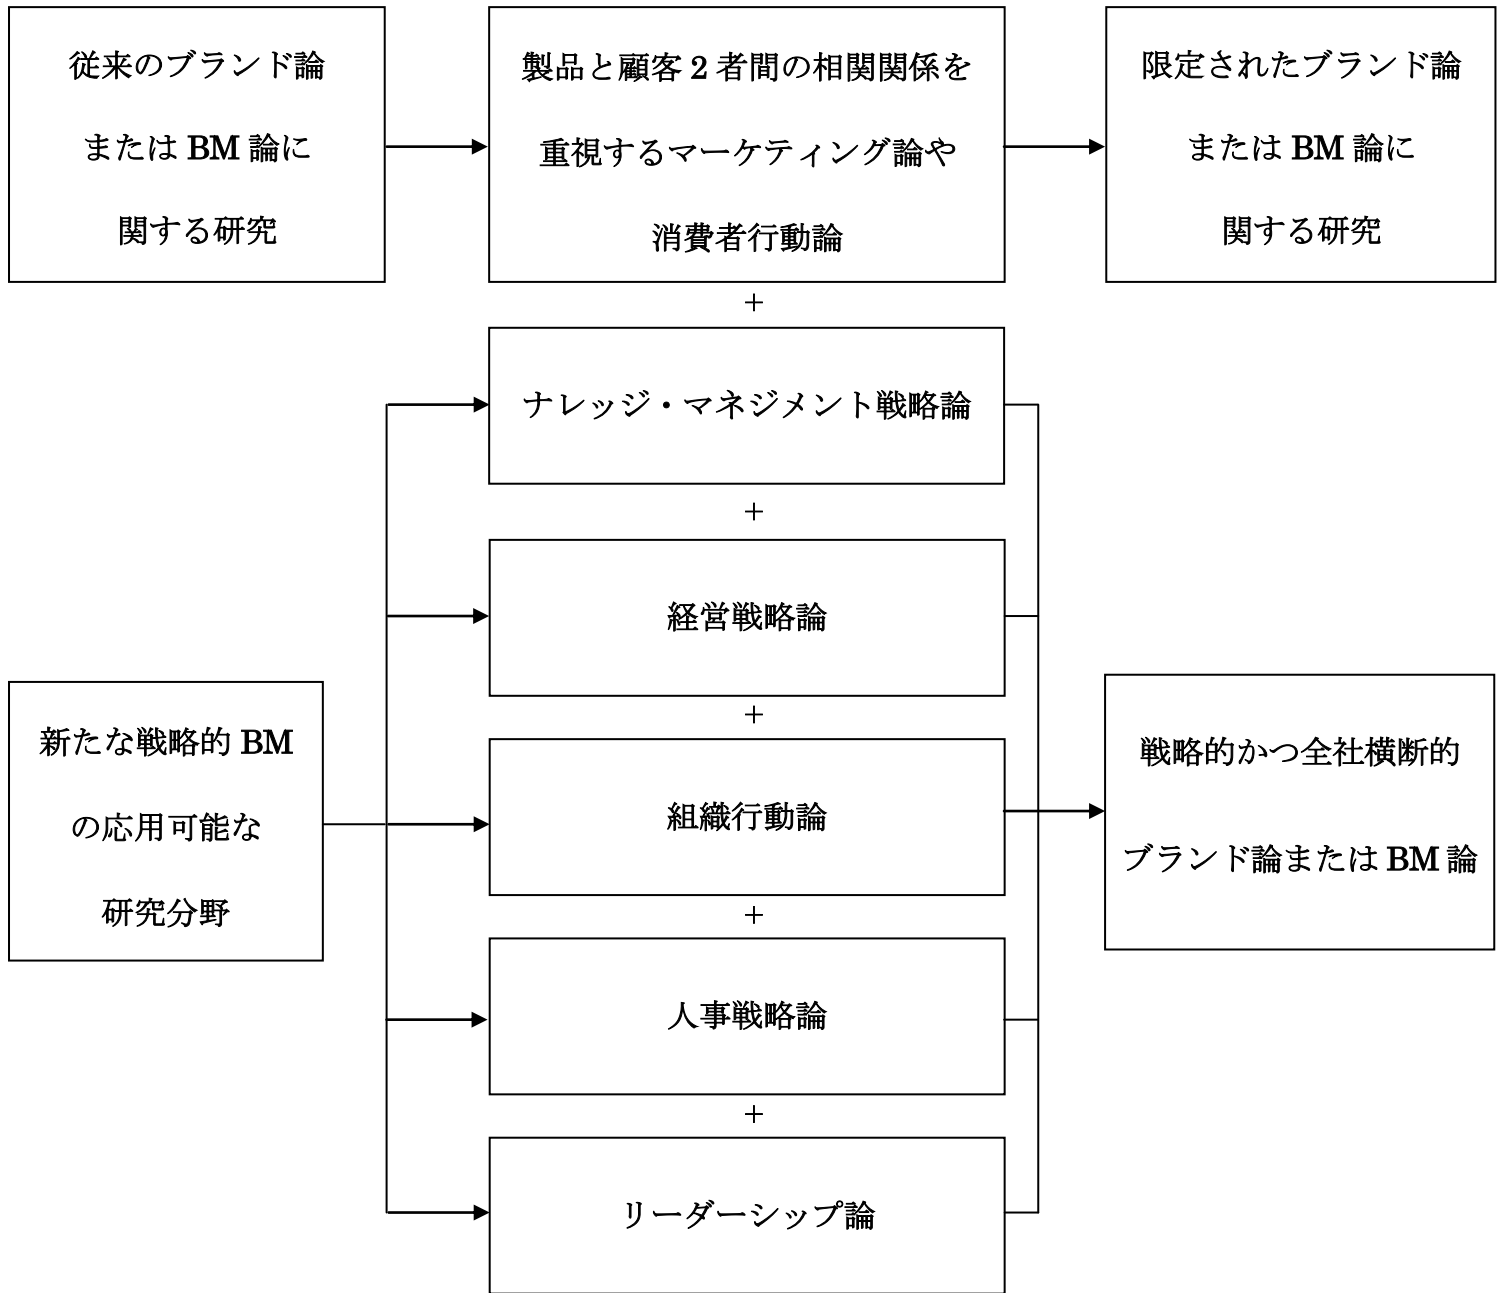 従来のブランド論
または BM 論に
関する研究
製品と顧客 2 者間の相関関係を
重視するマーケティング論や
消費者行動論
限定されたブランド論
または BM 論に
関する研究
+
ナレッジ・マネジメント戦略論
+
経営戦略論
+
新たな戦略的 BM
の応用可能な
研究分野
組織行動論
戦略的かつ全社横断的
ブランド論または BM 論
+
人事戦略論
+
リーダーシップ論